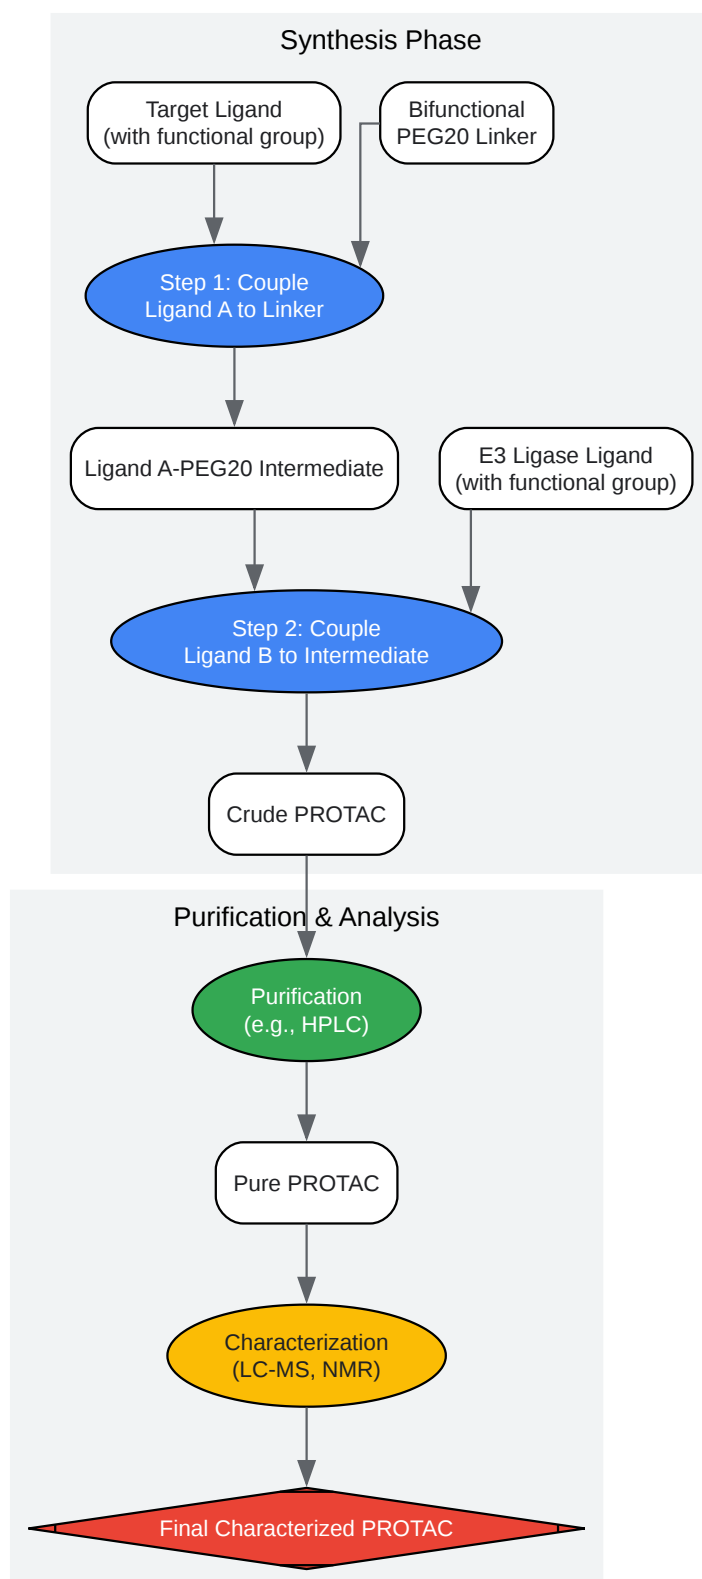 Synthesis Phase
Target Ligand
(with functional group)
Bifunctional
PEG20 Linker
Step 1: Couple
Ligand A to Linker
Ligand A-PEG20 Intermediate
E3 Ligase Ligand
(with functional group)
Step 2: Couple
Ligand B to Intermediate
Crude PROTAC
Purification & Analysis
Purification
(e.g., HPLC)
Pure PROTAC
Characterization
(LC-MS, NMR)
Final Characterized PROTAC